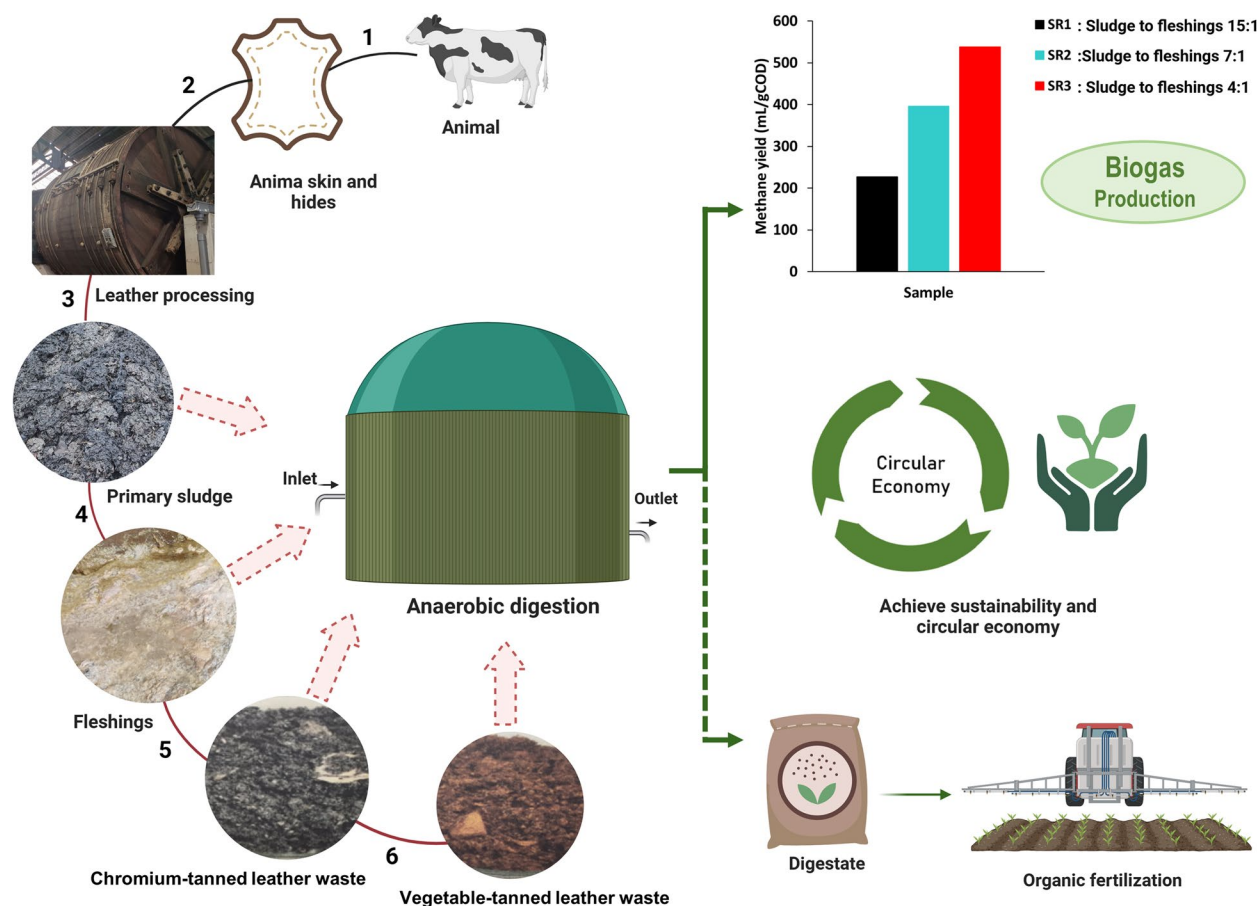 1
2
Animal
Anima skin and
hides
3
Leather processing
Primary sludge
4
Fleshings
5
Chromium-tanned leather waste
6
Vegetable-tanned leather waste
Inlet
Outlet
Anaerobic digestion
Methane yield (mL/gCOD)
600
500
400
300
200
100
0
Sample
SR1 : Sludge to fleshings 15:1
SR2 :Sludge to fleshings 7:1
SR3 : Sludge to fleshings 4:1
Biogas
Production
Circular
Economy
Achieve sustainability and
circular economy
Digestate
Organic fertilization